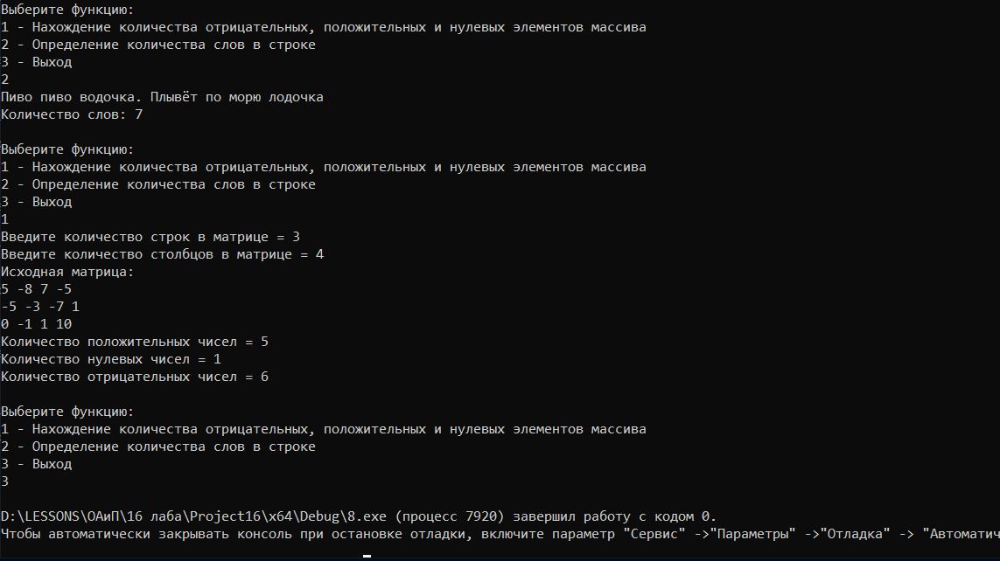 Выберите функцию:
1 - Нахождение количества отрицательных, положительных и нулевых элементов массива
2 - Определение количества слов в строке
3 - Выход
2
Пиво пиво водочка. Плывёт по морю лодочка
Количество слов: 7
Выберите функцию:
1 - Нахождение количества отрицательных, положительных и нулевых элементов массива
2 - Определение количества слов в строке
3 - Выход
1
Введите количество строк в матрице = 3
Введите количество столбцов в матрице = 4
Исходная матрица:
5 -8 7 -5
-5 -3 -7 1
0 -1 1 10
Количество положительных чисел = 5
Количество нулевых чисел = 1
Количество отрицательных чисел = 6
Выберите функцию:
1 - Нахождение количества отрицательных, положительных и нулевых элементов массива
2 - Определение количества слов в строке
3 - Выход
3
D:\LESSONS\ОАиП\16 лаба\Project16\x64\Debug\8.exe (процесс 7920) завершил работу с кодом 0.
Чтобы автоматически закрывать консоль при остановке отладки, включите параметр "Сервис" ->"Параметры" ->"Отладка" -> "Автоматич